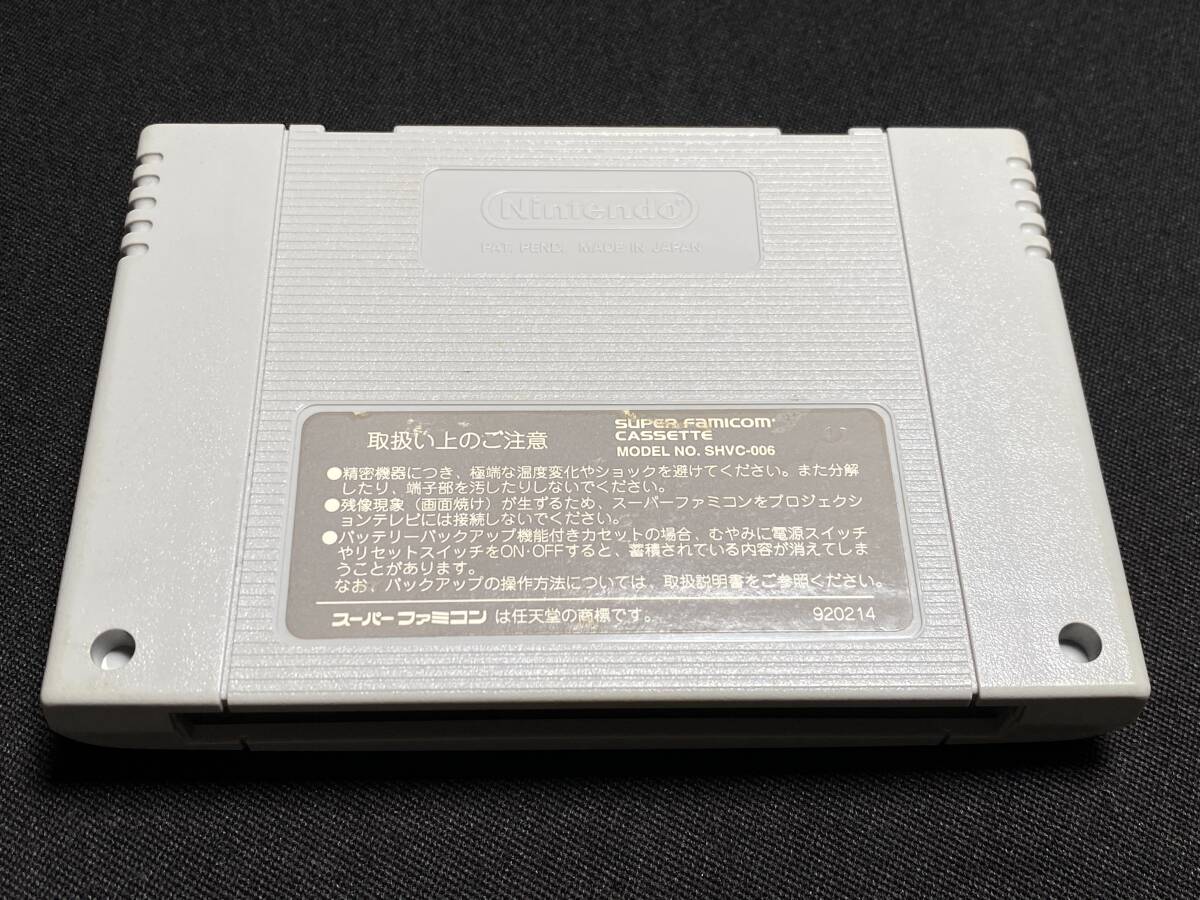 Nintendo
PAT. PEND. MADE IN JAPAN
取扱い上のご注意
SUPER FAMICOM
CASSETTE
MODEL NO. SHVC-006
●精密機器につき、極端な温度変化やショックを避けてください。また分解
したり、端子部を汚したりしないでください。
●残像現象（画面焼け）が生ずるため、スーパーファミコンをプロジェクシ
ョンテレビには接続しないでください。
●バッテリーバックアップ機能付きカセットの場合、むやみに電源スイッチ
やリセットスイッチをON・OFFすると、蓄積されている内容が消えてしま
うことがあります。
なお、バックアップの操作方法については、取扱説明書をご参照ください。
スーパーファミコン は任天堂の商標です。 920214